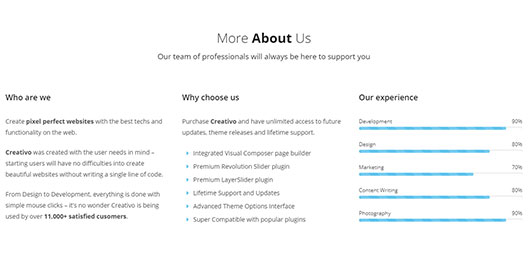 More About Us
Our team of professionals will always be here to support you
Who are we
Create pixel perfect websites with the best techs and
functionality on the web.
Creativo was created with the user needs in mind –
starting users will have no difficulties into create
beautiful websites without writing a single line of code.
From Design to Development, everything is done with
simple mouse clicks – it's no wonder Creativo is being
used by over 11,000+ satisfied cusomers.
Why choose us
Purchase Creativo and have unlimited access to future
updates, theme releases and lifetime support.
Integrated Visual Composer page builder
Premium Revolution Slider plugin
Premium LayerSlider plugin
Lifetime Support and Updates
Advanced Theme Options Interface
Super Compatible with popular plugins
Our experience
Development 90%
Design 80%
Marketing 70%
Content Writing 80%
Photography 90%